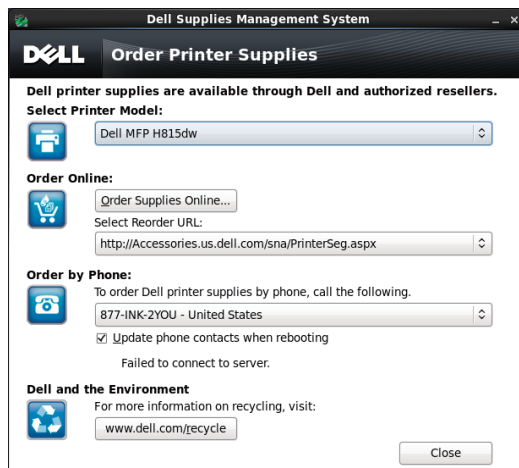 Dell Supplies Management System
DELL Order Printer Supplies
Dell printer supplies are available through Dell and authorized resellers.
Select Printer Model:
Dell MFP H815dw
Order Online:
Order Supplies Online...
Select Reorder URL:
http://Accessories.us.dell.com/sna/PrinterSeg.aspx
Order by Phone:
To order Dell printer supplies by phone, call the following.
877-INK-2YOU - United States
Update phone contacts when rebooting
Failed to connect to server.
Dell and the Environment
For more information on recycling, visit:
www.dell.com/recycle
Close